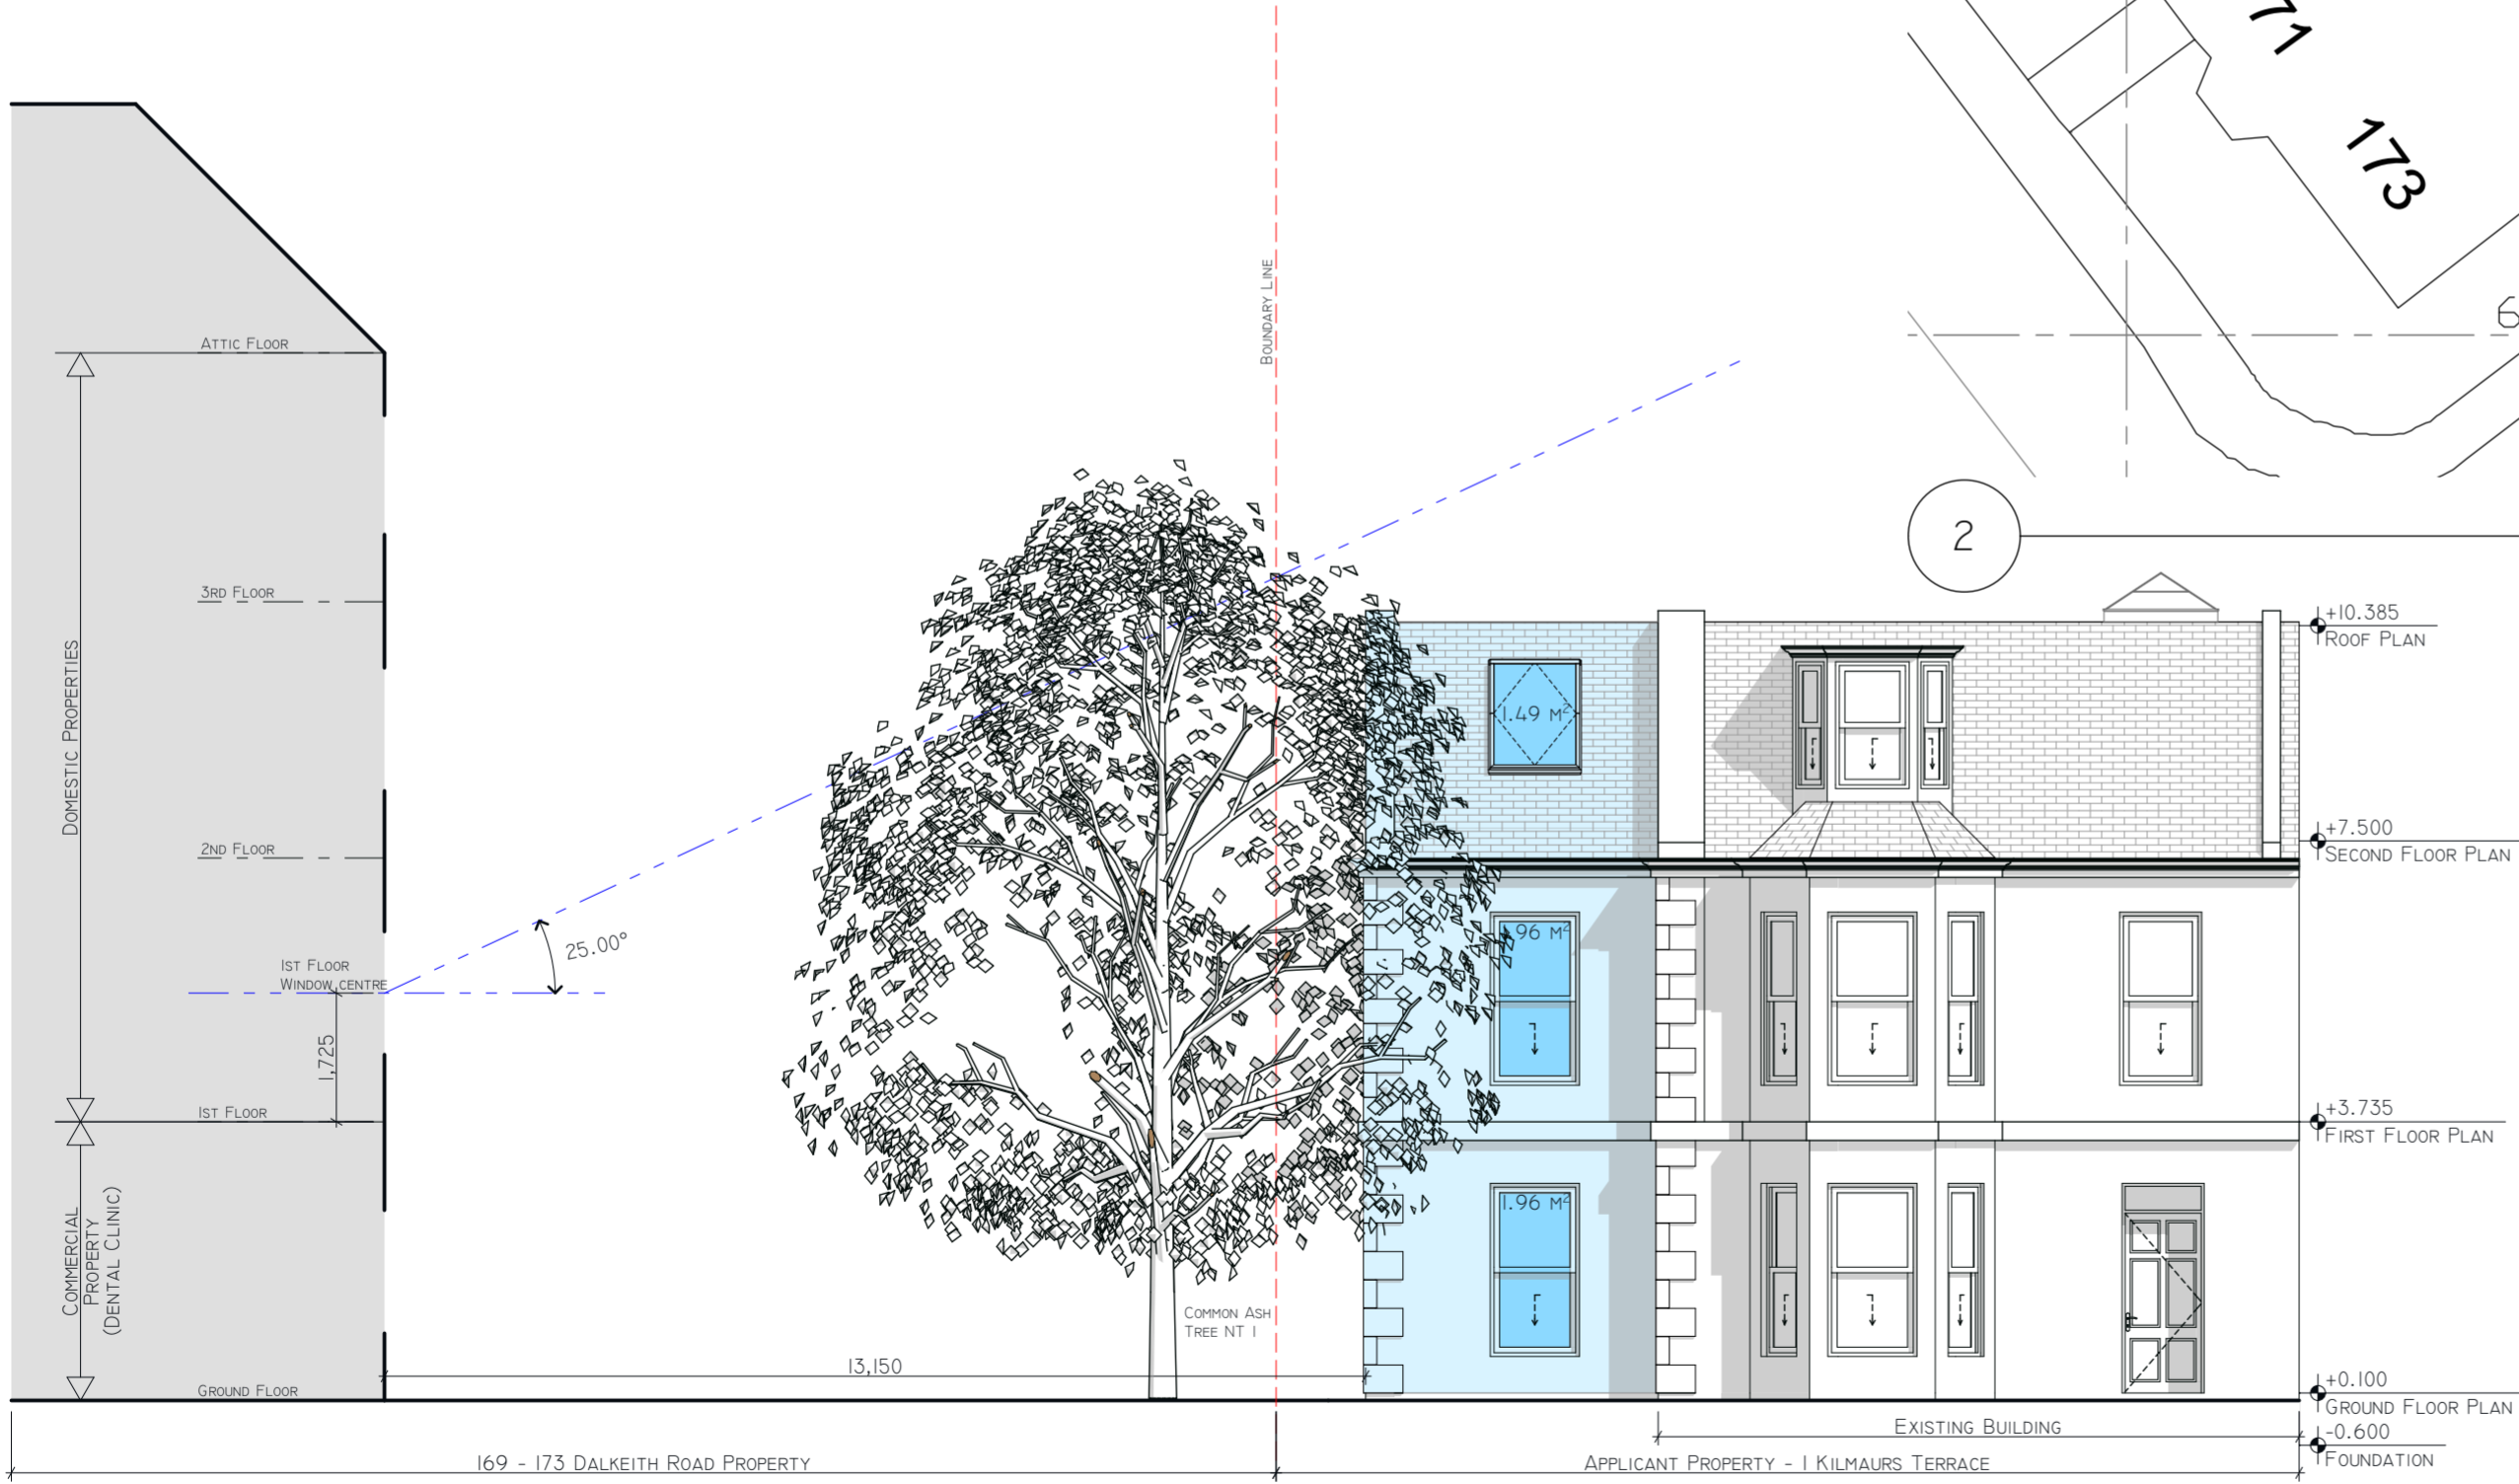 71
173
6
2
ATTIC FLOOR
3RD FLOOR
2ND FLOOR
1ST FLOOR
WINDOW CENTRE
25.00°
1,725
1ST FLOOR
GROUND FLOOR
DOMESTIC PROPERTIES
COMMERCIAL
PROPERTY
(DENTAL CLINIC)
BOUNDARY LINE
13,150
COMMON ASH
TREE NT 1
1.49 M²
1.96 M²
1.96 M²
+10.385
ROOF PLAN
+7.500
SECOND FLOOR PLAN
+3.735
FIRST FLOOR PLAN
+0.100
GROUND FLOOR PLAN
-0.600
FOUNDATION
EXISTING BUILDING
169 - 173 DALKEITH ROAD PROPERTY
APPLICANT PROPERTY - 1 KILMAURS TERRACE